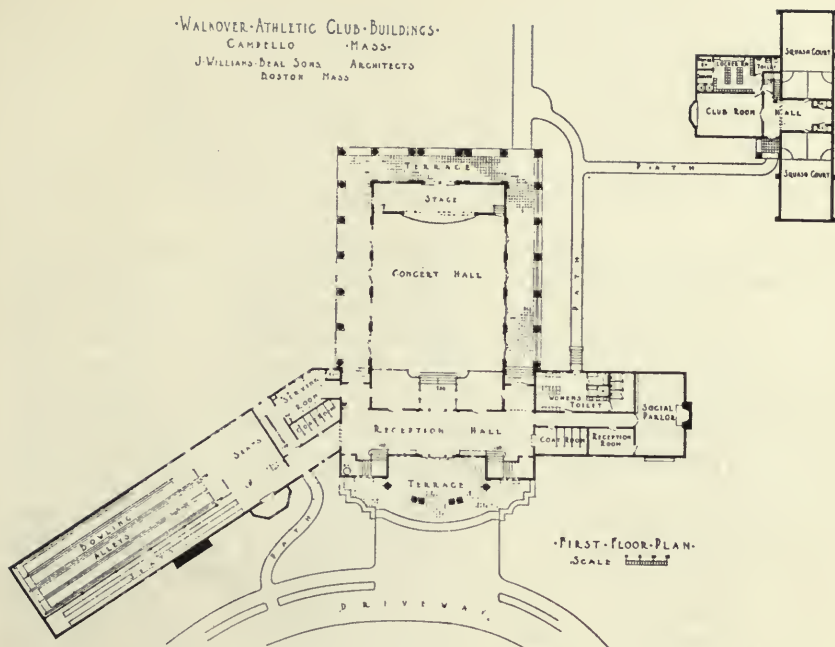 ·WALKOVER·ATHLETIC CLUB·BUILDINGS·
CAMPELLO ·MASS·
J·WILLIAMS·BEAL SONS ARCHITECTS
BOSTON MASS
SQUASH COURT
LOCKER RM
TOILET
CLUB ROOM
HALL
SQUASH COURT
PATH
TERRACE
STAGE
CONCERT HALL
PATH
SERVING
ROOM
WOMENS
TOILET
SOCIAL
PARLOR
SEATS
RECEPTION HALL
COAT ROOM
RECEPTION
ROOM
TERRACE
BOWLING
ALLEYS
SEATS
PATH
·FIRST·FLOOR·PLAN·
SCALE
DRIVEWAY